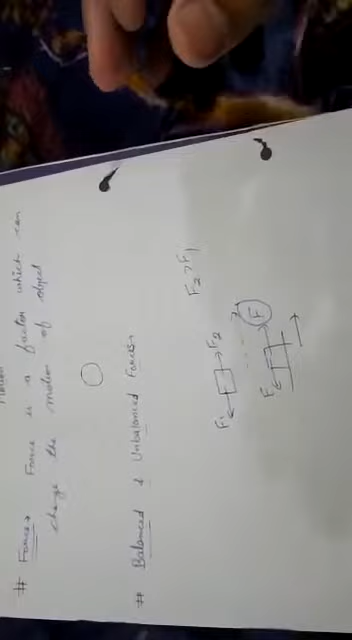 # Force → Force is a factor which can
change the motion of object
# Balanced & Unbalanced Forces →
F₂ > F₁
F₁ F₂
F F